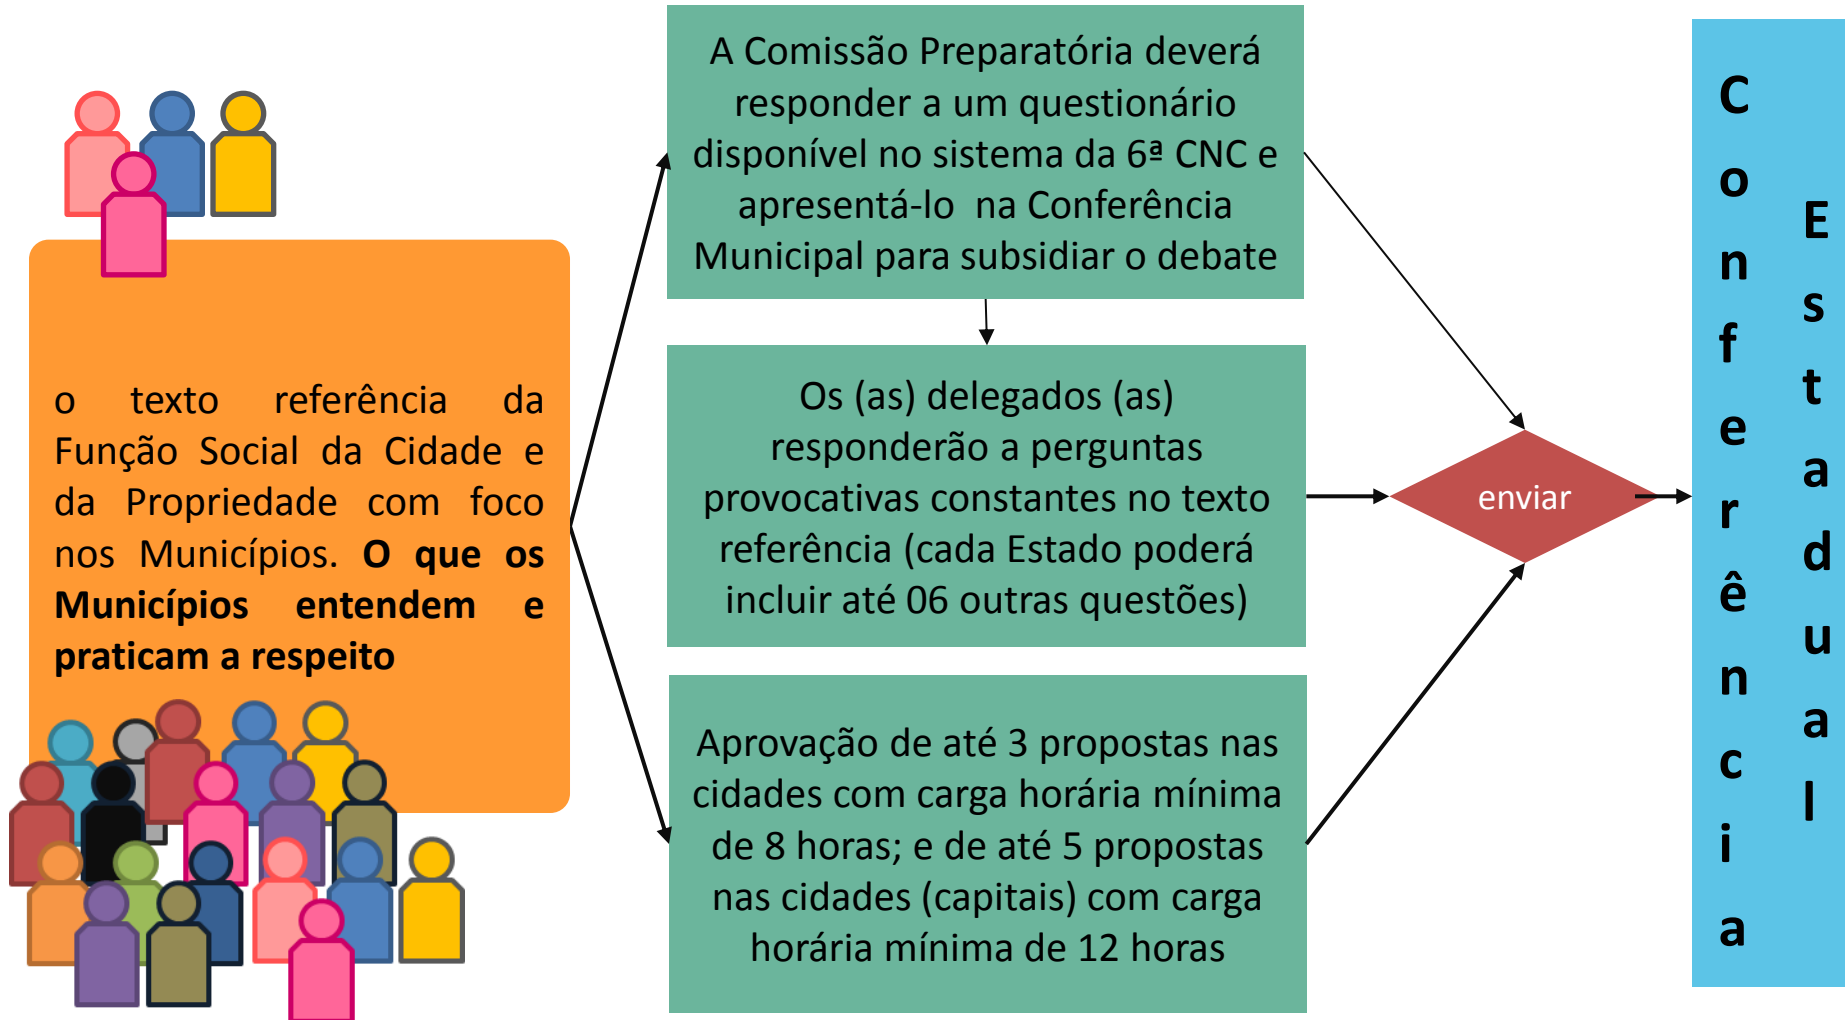 o texto referência da
Função Social da Cidade e
da Propriedade com foco
nos Municípios. O que os
Municípios entendem e
praticam a respeito
A Comissão Preparatória deverá
responder a um questionário
disponível no sistema da 6ª CNC e
apresentá-lo na Conferência
Municipal para subsidiar o debate
Os (as) delegados (as)
responderão a perguntas
provocativas constantes no texto
referência (cada Estado poderá
incluir até 06 outras questões)
Aprovação de até 3 propostas nas
cidades com carga horária mínima
de 8 horas; e de até 5 propostas
nas cidades (capitais) com carga
horária mínima de 12 horas
enviar
Conferência
Estadual